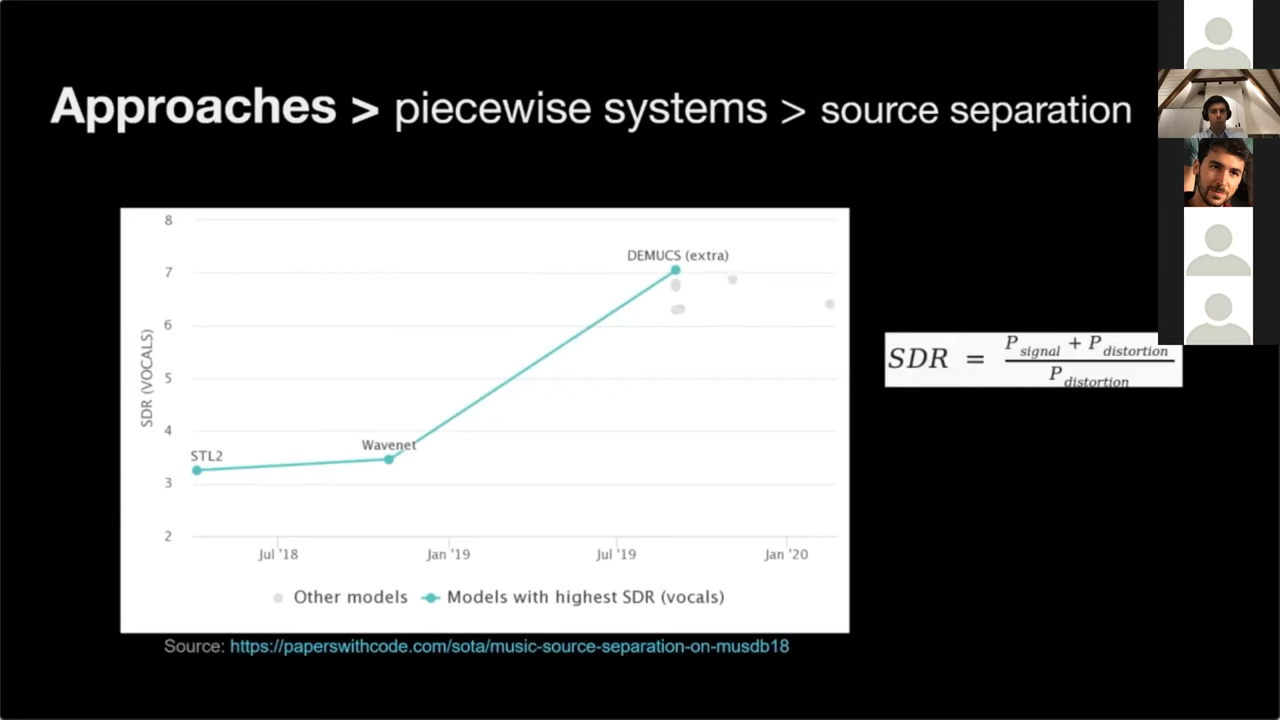 Approaches > piecewise systems > source separation
8
7
6
5
4
3
2
SDR (VOCALS)
DEMUCS (extra)
Wavenet
STL2
Jul '18
Jan '19
Jul '19
Jan '20
Other models
Models with highest SDR (vocals)
SDR = P signal + P distortion
P distortion
Source: https://paperswithcode.com/sota/music-source-separation-on-musdb18